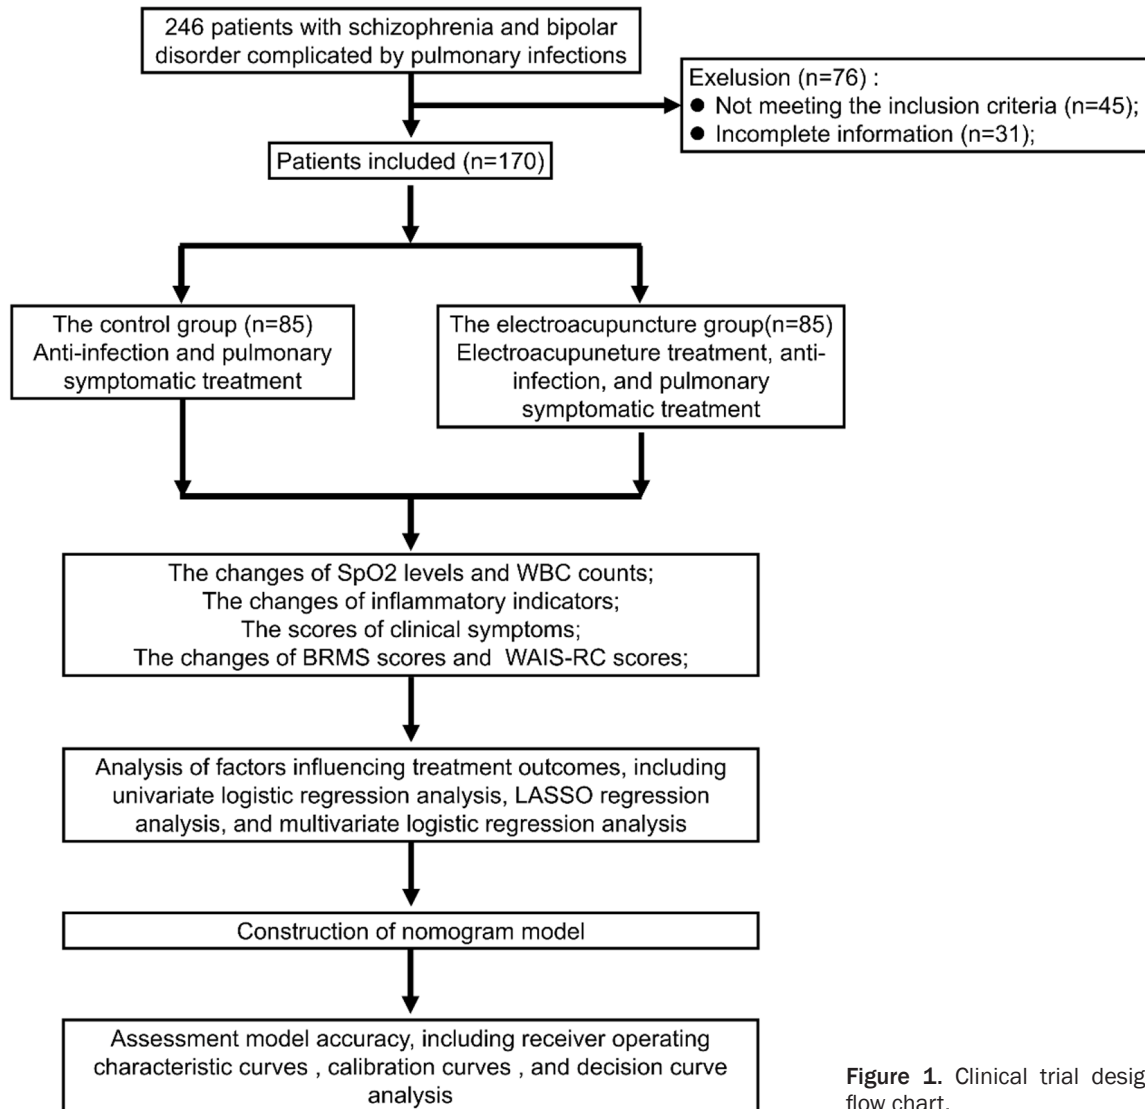 246 patients with schizophrenia and bipolar
disorder complicated by pulmonary infections
Exelusion (n=76) :
● Not meeting the inclusion criteria (n=45);
● Incomplete information (n=31);
Patients included (n=170)
The control group (n=85)
Anti-infection and pulmonary
symptomatic treatment
The electroacupuncture group(n=85)
Electroacupuneture treatment, anti-
infection, and pulmonary
symptomatic treatment
The changes of SpO2 levels and WBC counts;
The changes of inflammatory indicators;
The scores of clinical symptoms;
The changes of BRMS scores and WAIS-RC scores;
Analysis of factors influencing treatment outcomes, including
univariate logistic regression analysis, LASSO regression
analysis, and multivariate logistic regression analysis
Construction of nomogram model
Assessment model accuracy, including receiver operating
characteristic curves , calibration curves , and decision curve
analysis
Figure 1. Clinical trial desig
flow chart.